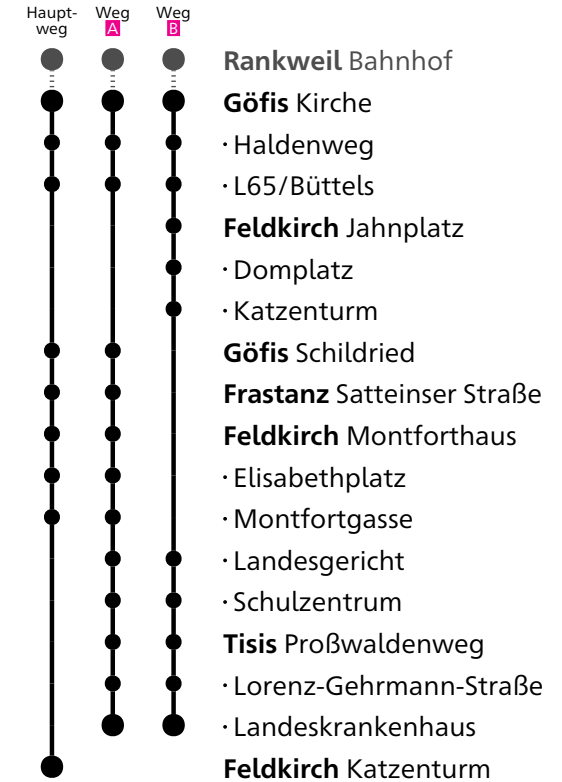 Haupt- Weg Weg
weg A B
Rankweil Bahnhof
Göfis Kirche
· Haldenweg
· L65/Büttels
Feldkirch Jahnplatz
· Domplatz
· Katzenturm
Göfis Schildried
Frastanz Satteinser Straße
Feldkirch Montforthaus
· Elisabethplatz
· Montfortgasse
· Landesgericht
· Schulzentrum
Tisis Proßwaldenweg
· Lorenz-Gehrmann-Straße
· Landeskrankenhaus
Feldkirch Katzenturm